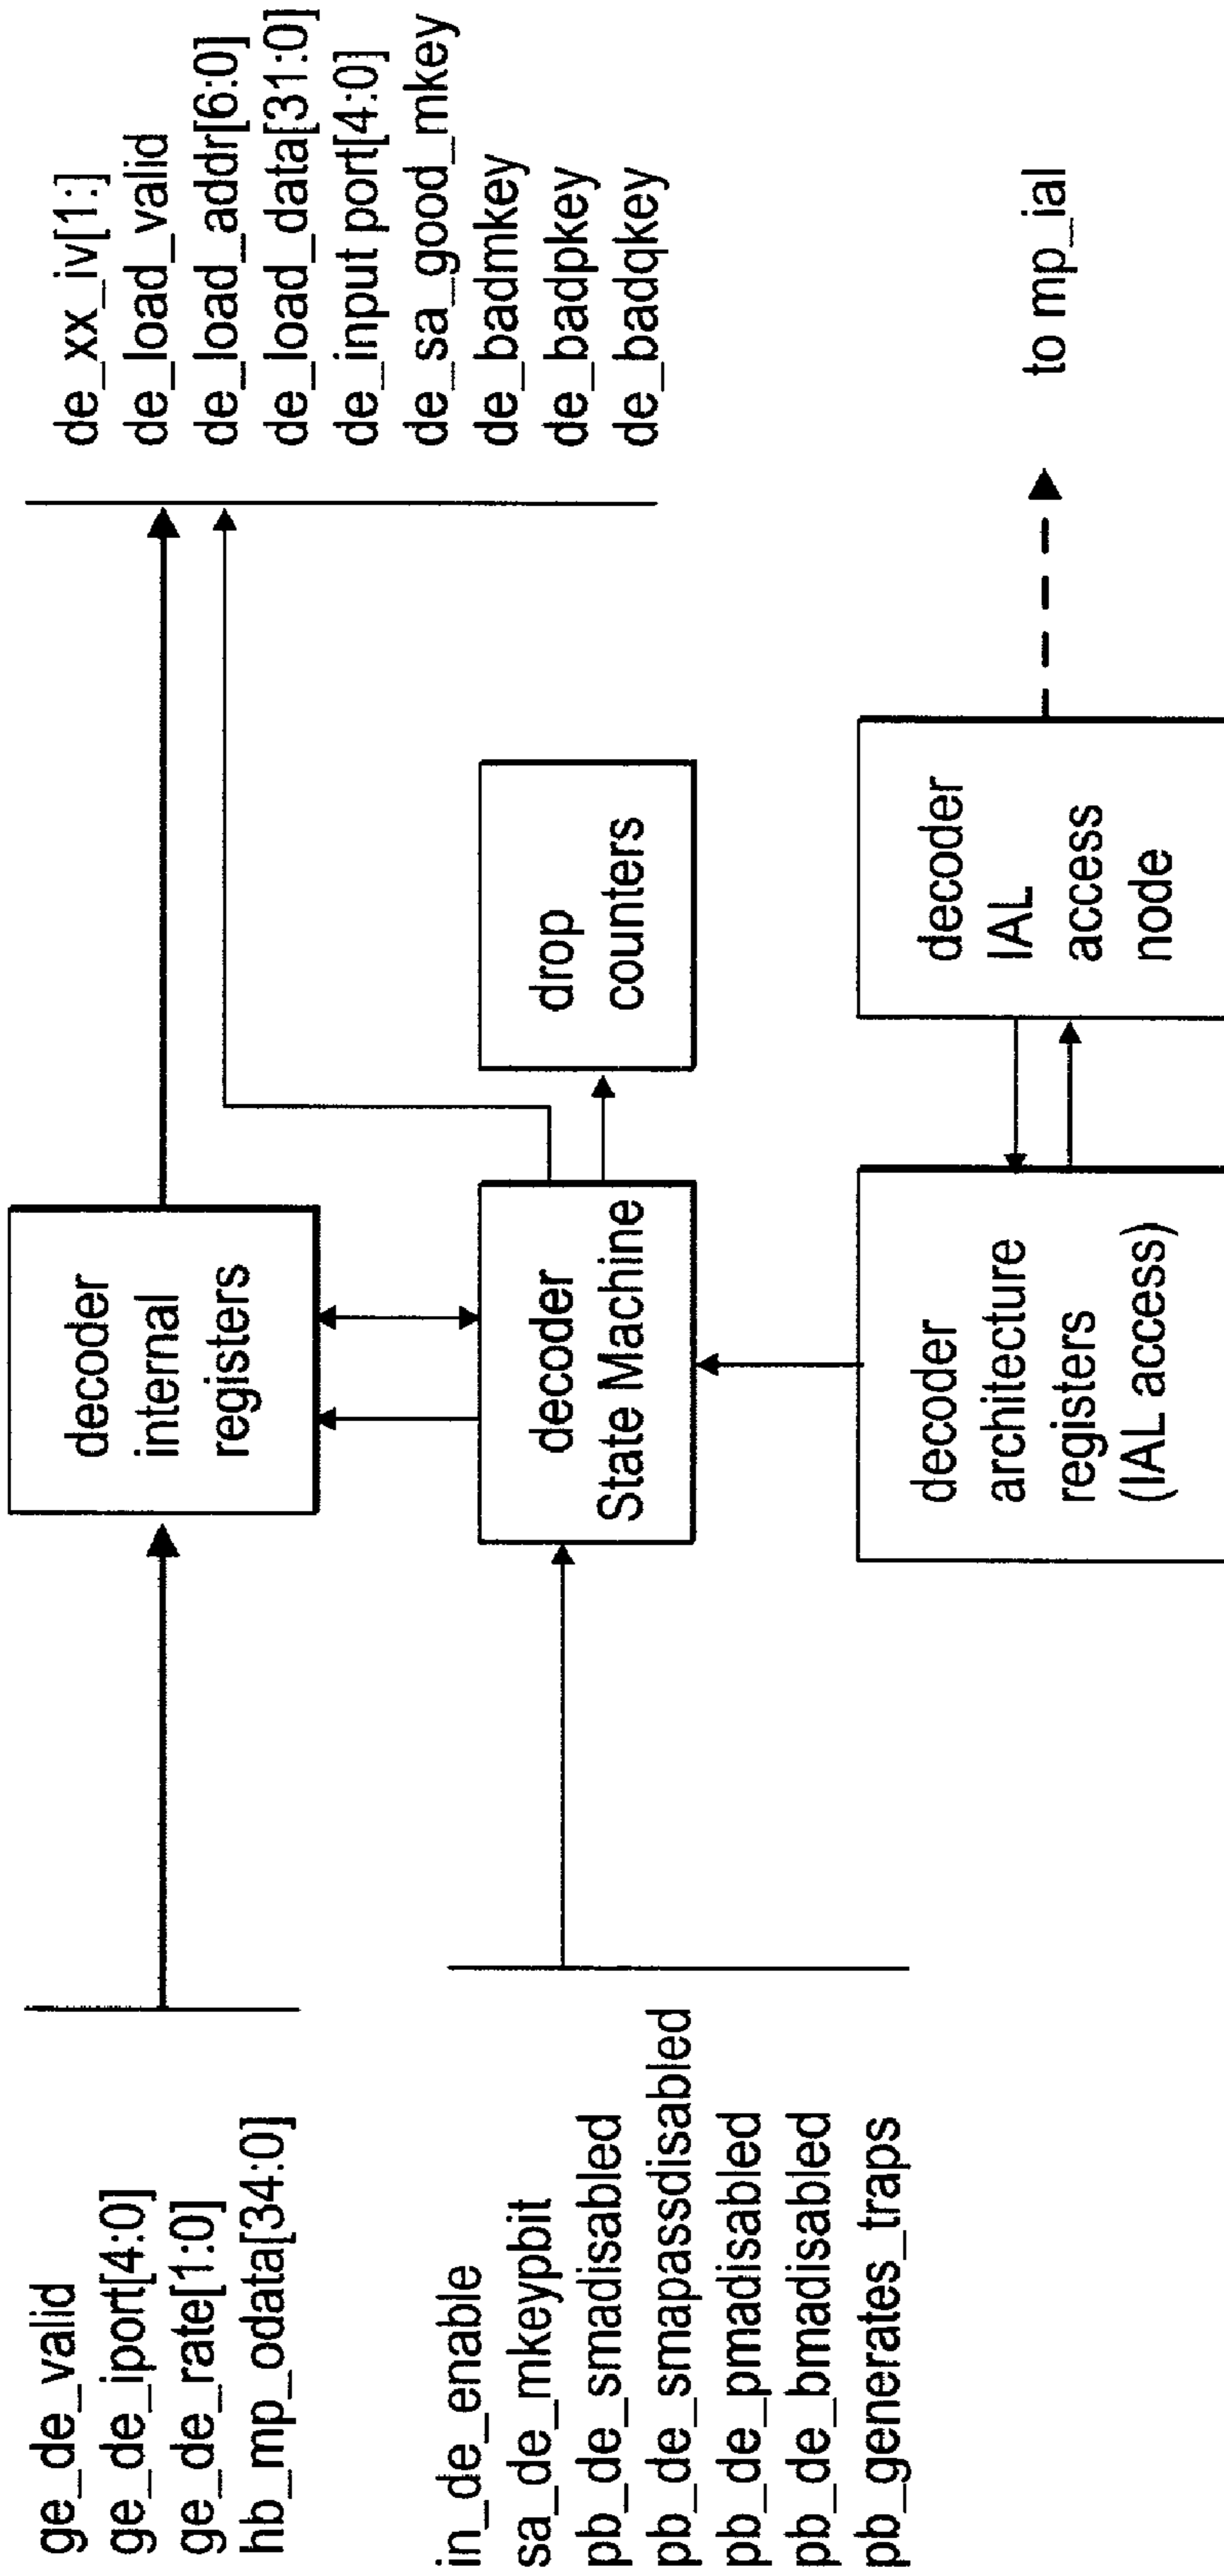 ge_de_valid
ge_de_iport[4:0]
ge_de_rate[1:0]
hb_mp_odata[34:0]
in_de_enable
sa_de_mkeypbit
pb_de_smadisabled
pb_de_smapassdisabled
pb_de_pmadisabled
pb_de_bmadisabled
pb_generates_traps
decoder
internal
registers
decoder
State Machine
decoder
architecture
registers
(IAL access)
drop
counters
decoder
IAL
access
node
de_xx_iv[1:]
de_load_valid
de_load_addr[6:0]
de_load_data[31:0]
de_input port[4:0]
de_sa_good_mkey
de_badmkey
de_badpkey
de_badqkey
to mp_ial